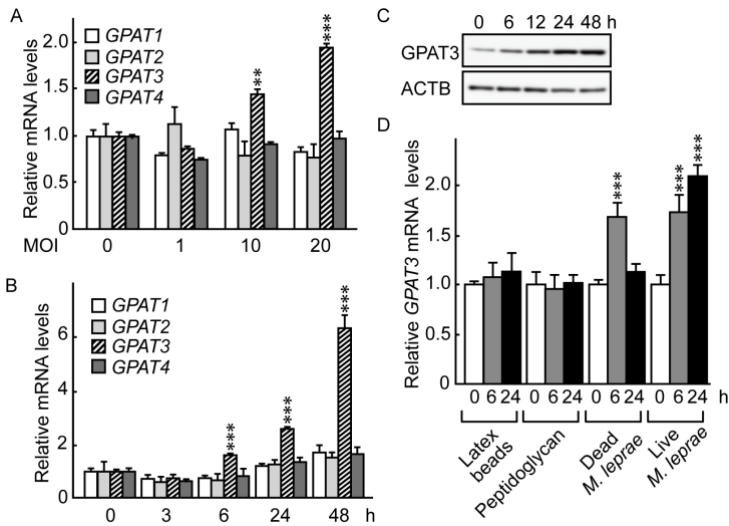 A
GPAT1
GPAT2
GPAT3
GPAT4
Relative mRNA levels
2.0
1.5
1.0
0.5
0
** ***
MOI 0 1 10 20
B
GPAT1
GPAT2
GPAT3
GPAT4
Relative mRNA levels
6
4
2
0
*** *** ***
0 3 6 24 48 h
C
0 6 12 24 48 h
GPAT3
ACTB
D
Relative GPAT3 mRNA levels
2.0
1.5
1.0
0.5
0
*** *** ***
0 6 24 0 6 24 0 6 24 0 6 24 h
Latex
beads
Peptidoglycan
Dead
M. leprae
Live
M. leprae